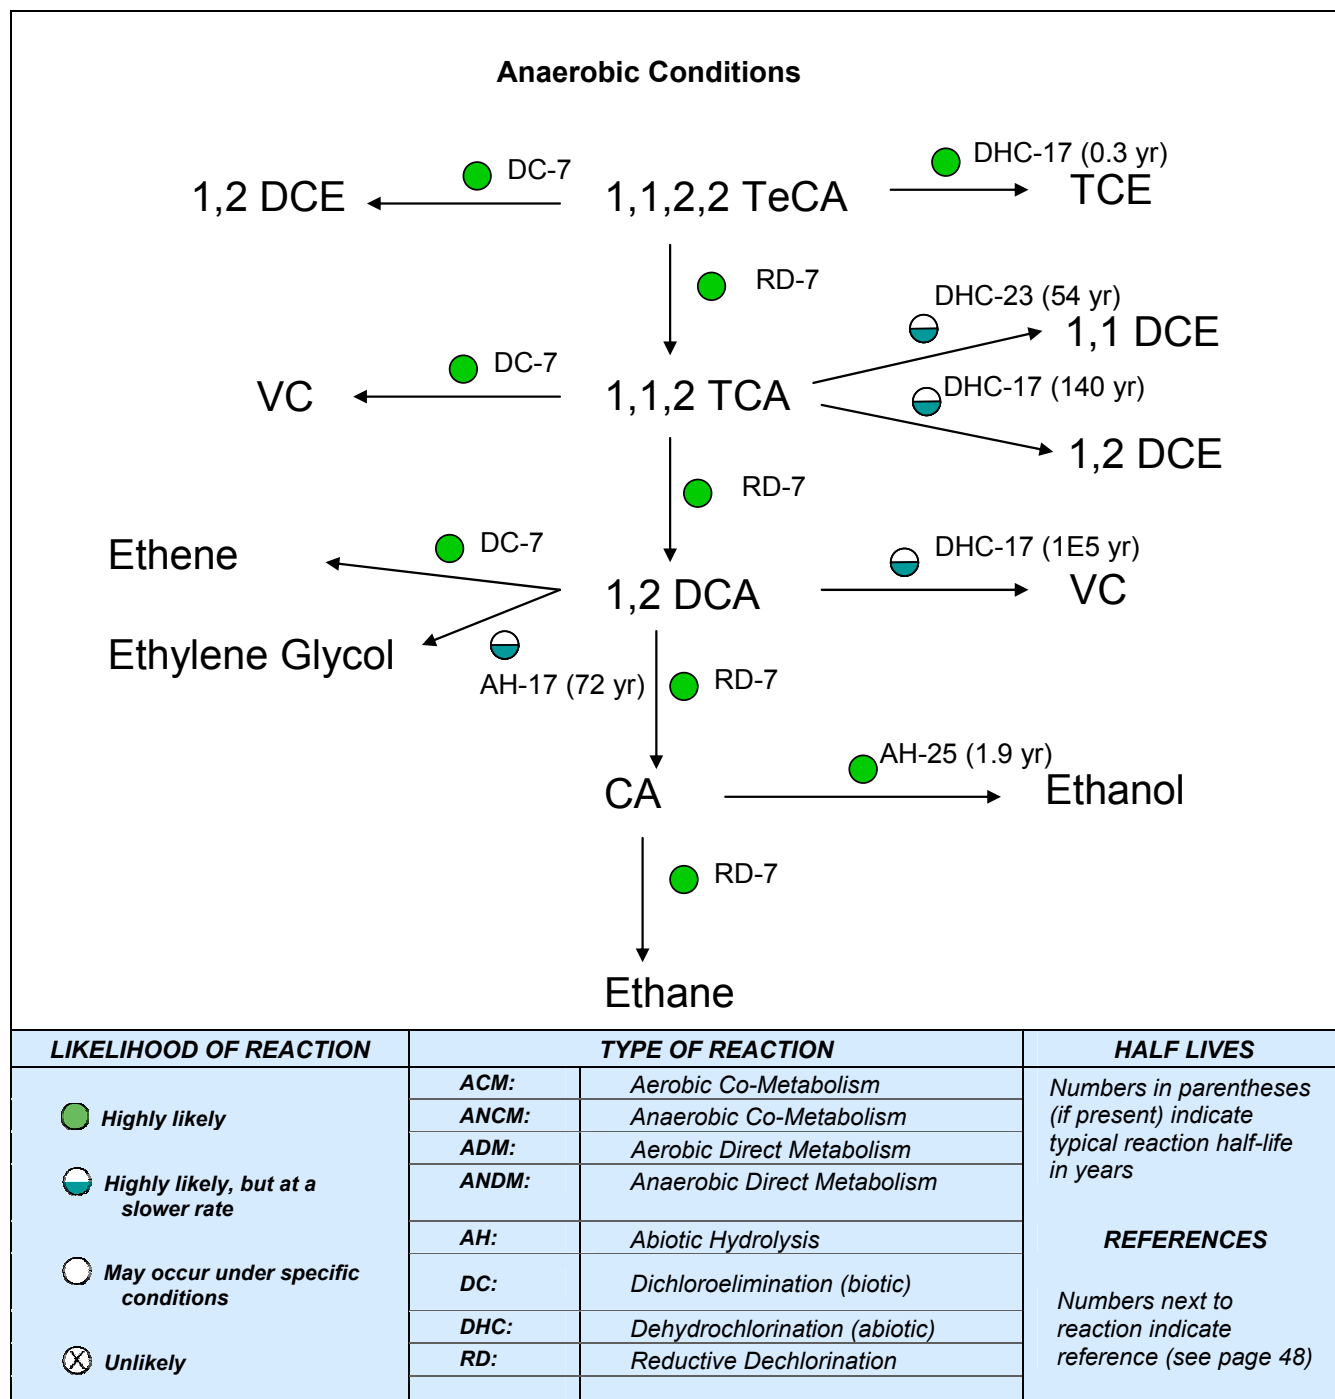 Anaerobic Conditions
DC-7
DHC-17 (0.3 yr)
1,2 DCE
1,1,2,2 TeCA
TCE
RD-7
DHC-23 (54 yr)
1,1 DCE
DC-7
DHC-17 (140 yr)
VC
1,1,2 TCA
1,2 DCE
RD-7
DC-7
DHC-17 (1E5 yr)
Ethene
1,2 DCA
VC
Ethylene Glycol
AH-17 (72 yr)
RD-7
AH-25 (1.9 yr)
CA
Ethanol
RD-7
Ethane
LIKELIHOOD OF REACTION
Highly likely
Highly likely, but at a
slower rate
May occur under specific
conditions
Unlikely
TYPE OF REACTION
ACM: Aerobic Co-Metabolism
ANCM: Anaerobic Co-Metabolism
ADM: Aerobic Direct Metabolism
ANDM: Anaerobic Direct Metabolism
AH: Abiotic Hydrolysis
DC: Dichloroelimination (biotic)
DHC: Dehydrochlorination (abiotic)
RD: Reductive Dechlorination
HALF LIVES
Numbers in parentheses
(if present) indicate
typical reaction half-life
in years
REFERENCES
Numbers next to
reaction indicate
reference (see page 48)